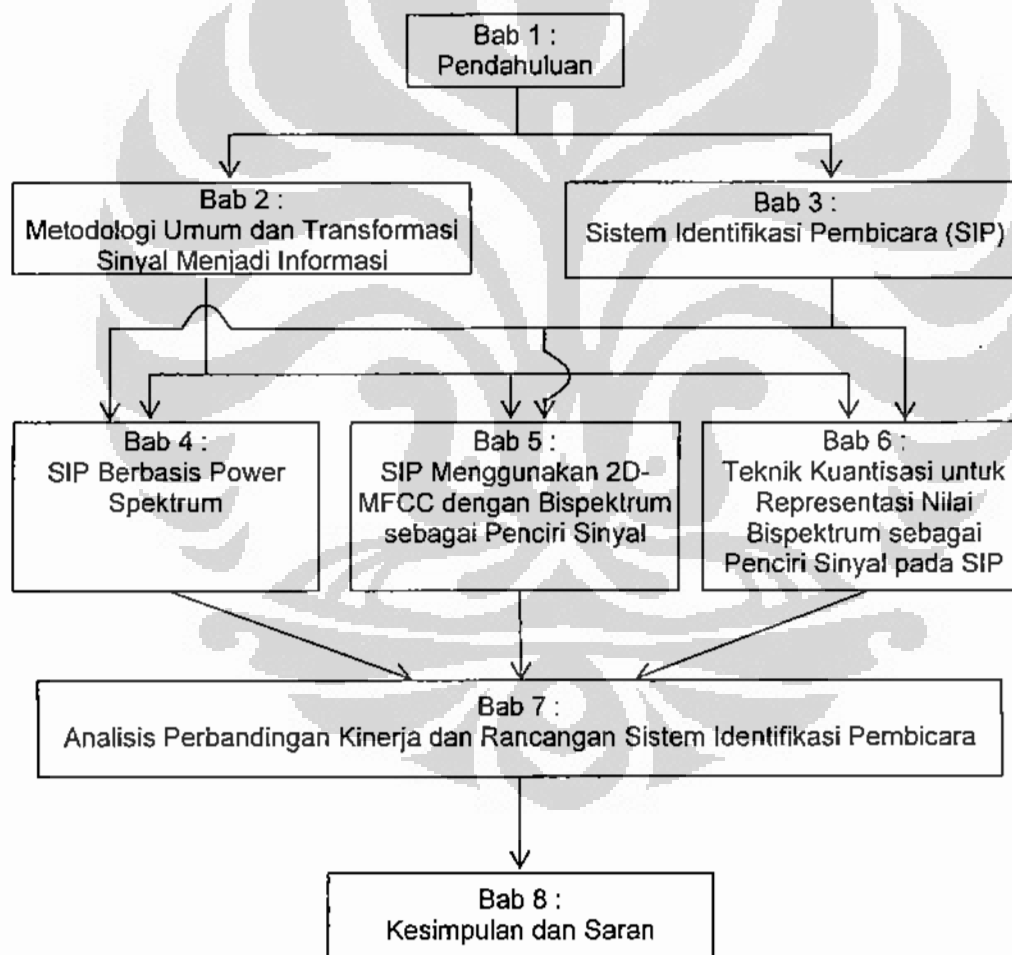 Bab 1 :
Pendahuluan
Bab 2 :
Metodologi Umum dan Transformasi
Sinyal Menjadi Informasi
Bab 3 :
Sistem Identifikasi Pembicara (SIP)
Bab 4 :
SIP Berbasis Power
Spektrum
Bab 5 :
SIP Menggunakan 2D-
MFCC dengan Bispektrum
sebagai Penciri Sinyal
Bab 6 :
Teknik Kuantisasi untuk
Representasi Nilai
Bispektrum sebagai
Penciri Sinyal pada SIP
Bab 7 :
Analisis Perbandingan Kinerja dan Rancangan Sistem Identifikasi Pembicara
Bab 8 :
Kesimpulan dan Saran